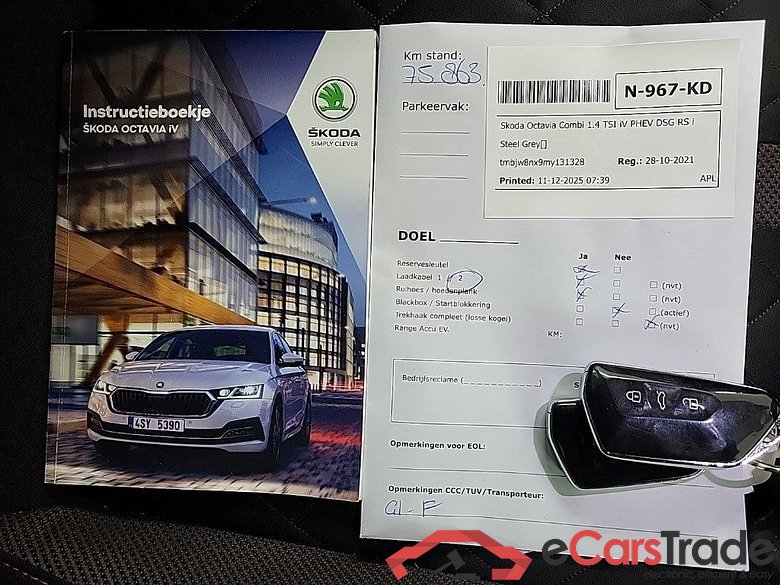 Instructieboekje
ŠKODA OCTAVIA iV
ŠKODA
SIMPLY CLEVER
4SY 5390
Km stand:
75 863
Parkeervak:
N-967-KD
Skoda Octavia Combi 1.4 TSI iV PHEV DSG RS i
Steel Grey[]
tmbjw8nx9my131328 Reg.: 28-10-2021
Printed: 11-12-2025 07:39 APL
DOEL
Ja Nee
Reservesleutel
Laadkabel 1 / 2 (nvt)
Rolhoes / hoedenplank (nvt)
Blackbox / Startblokkering (actief)
Trekhaak compleet (losse kogel) (nvt)
Range Accu EV. KM:
Bedrijfsreclame (
Opmerkingen voor EOL:
Opmerkingen CCC/TUV/Transporteur:
eCarsTrade